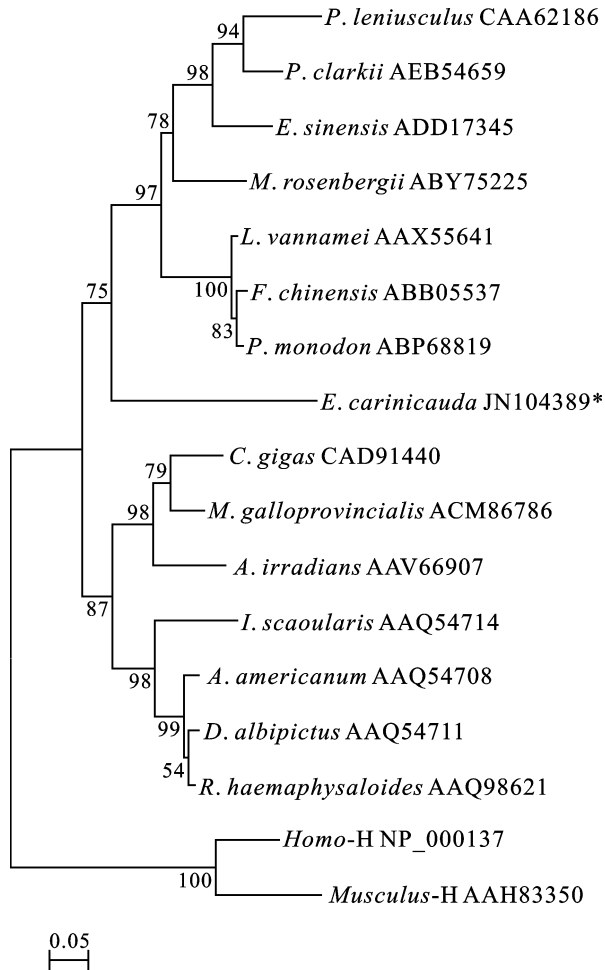 94
P. leniusculus CAA62186
98
P. clarkii AEB54659
78
E. sinensis ADD17345
97
M. rosenbergii ABY75225
L. vannamei AAX55641
75
100
F. chinensis ABB05537
83
P. monodon ABP68819
E. carinicauda JN104389*
79
C. gigas CAD91440
98
M. galloprovincialis ACM86786
A. irradians AAV66907
87
I. scaoularis AAQ54714
98
A. americanum AAQ54708
99
D. albipictus AAQ54711
54
R. haemaphysaloides AAQ98621
Homo-H NP_000137
100
Musculus-H AAH83350
0.05